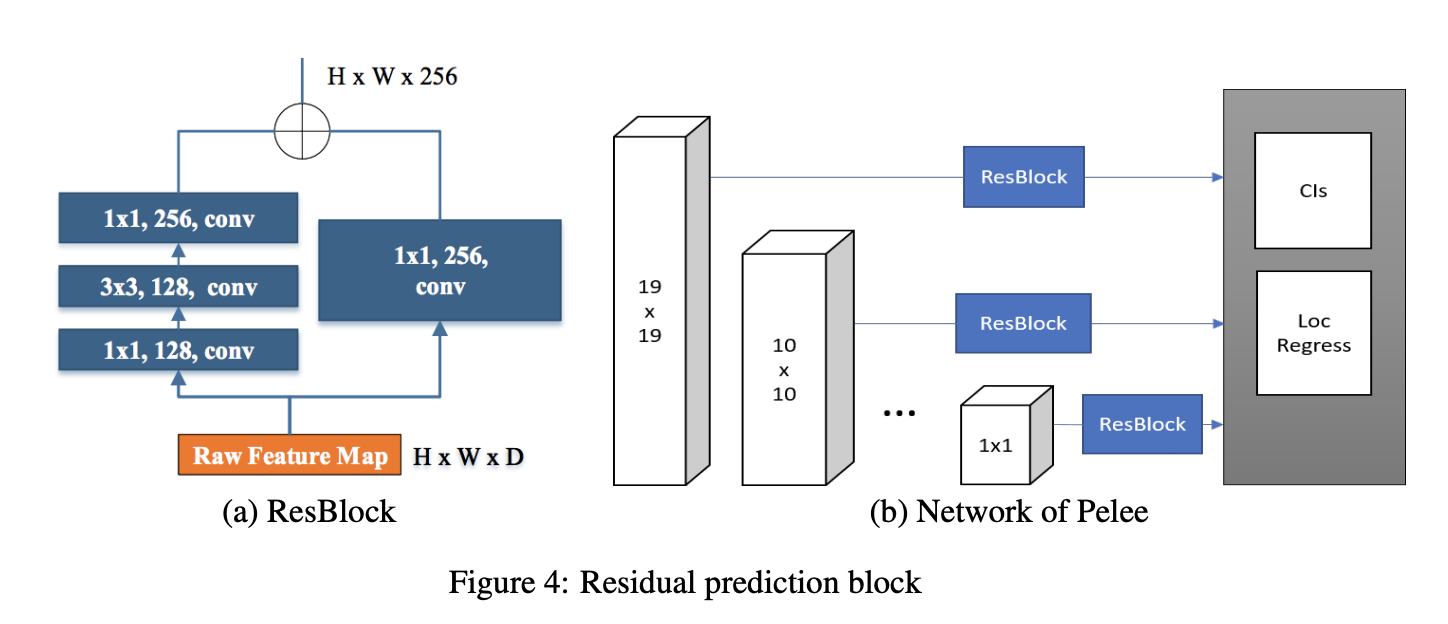 H x W x 256
1x1, 256, conv
3x3, 128, conv
1x1, 128, conv
1x1, 256,
conv
Raw Feature Map
H x W x D
(a) ResBlock
19
x
19
10
x
10
...
1x1
ResBlock
ResBlock
ResBlock
Cls
Loc
Regress
(b) Network of Pelee
Figure 4: Residual prediction block